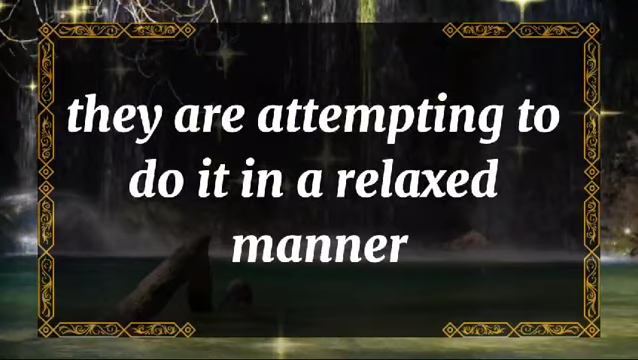 they are attempting to
do it in a relaxed
manner